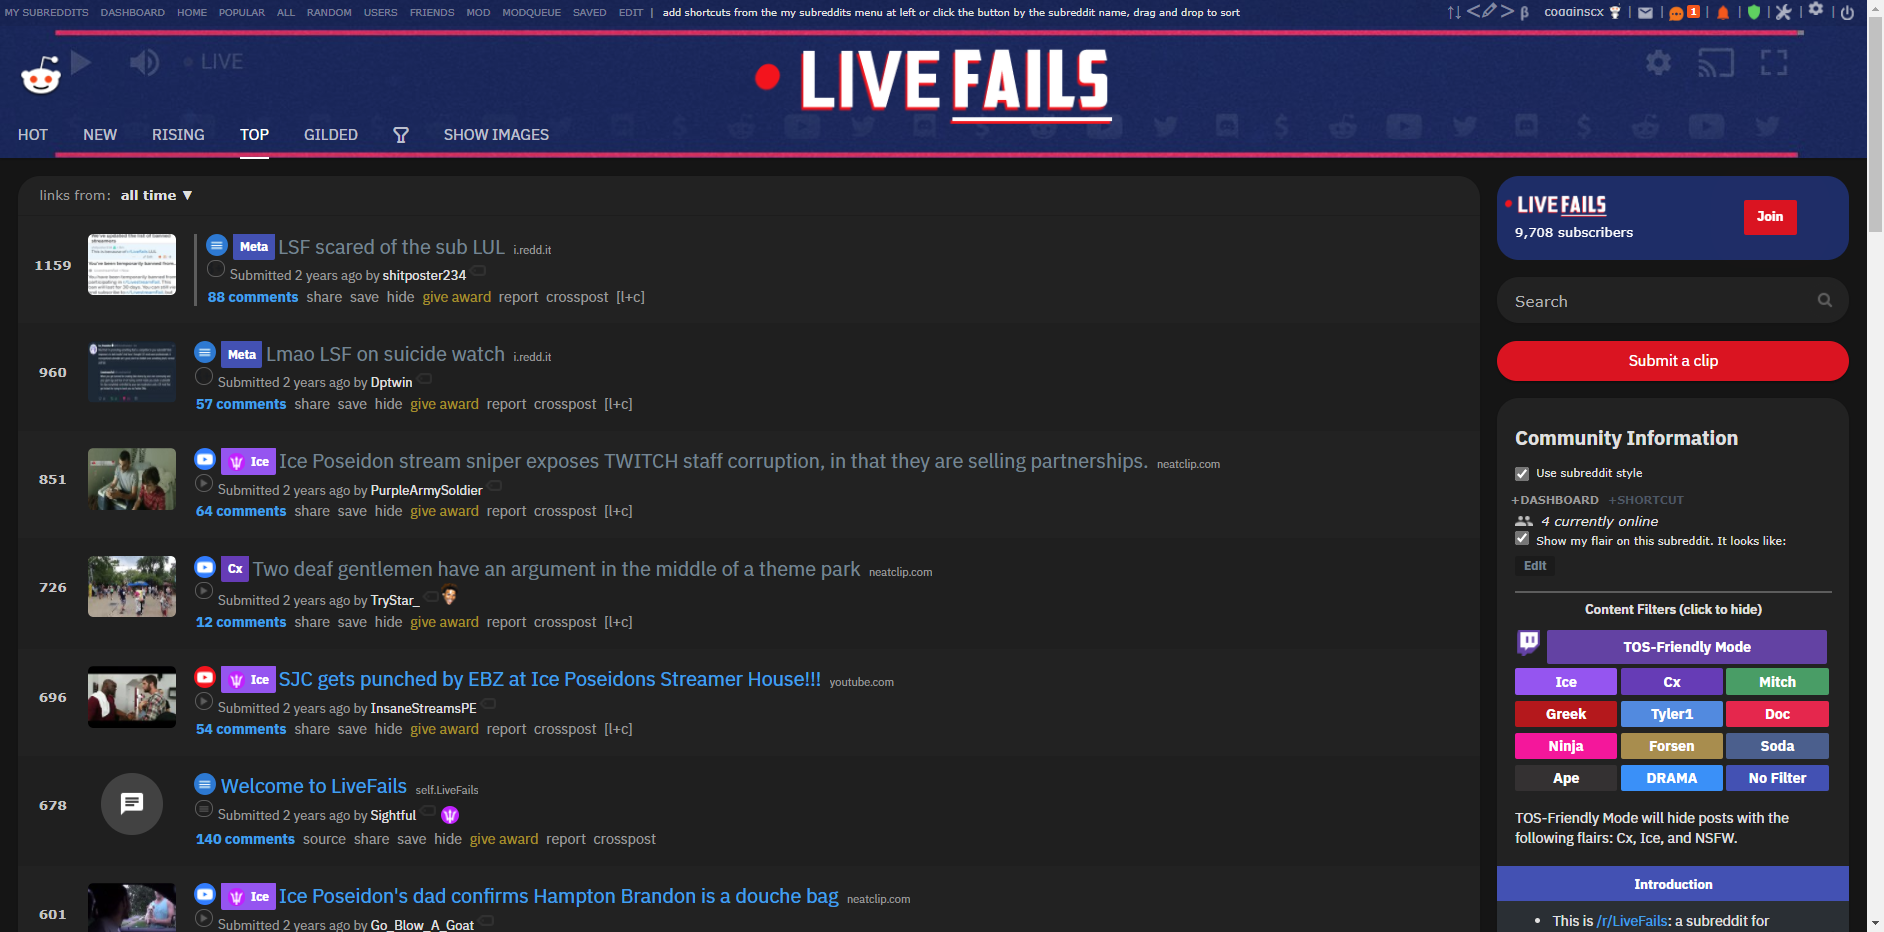 MY SUBREDDITS DASHBOARD HOME POPULAR ALL RANDOM USERS FRIENDS MOD MODQUEUE SAVED EDIT | add shortcuts from the my subreddits menu at left or click the button by the subreddit name, drag and drop to sort
β coqqinscx | | 1 | | | | |
LIVE
LIVE FAILS
HOT NEW RISING TOP GILDED SHOW IMAGES
links from: all time ▼
1159
Meta LSF scared of the sub LUL i.redd.it
Submitted 2 years ago by shitposter234
88 comments share save hide give award report crosspost [l+c]
960
Meta Lmao LSF on suicide watch i.redd.it
Submitted 2 years ago by Dptwin
57 comments share save hide give award report crosspost [l+c]
851
Ice Ice Poseidon stream sniper exposes TWITCH staff corruption, in that they are selling partnerships. neatclip.com
Submitted 2 years ago by PurpleArmySoldier
64 comments share save hide give award report crosspost [l+c]
726
Cx Two deaf gentlemen have an argument in the middle of a theme park neatclip.com
Submitted 2 years ago by TryStar_
12 comments share save hide give award report crosspost [l+c]
696
Ice SJC gets punched by EBZ at Ice Poseidons Streamer House!!! youtube.com
Submitted 2 years ago by InsaneStreamsPE
54 comments share save hide give award report crosspost [l+c]
678
Welcome to LiveFails self.LiveFails
Submitted 2 years ago by Sightful
140 comments source share save hide give award report crosspost
601
Ice Ice Poseidon's dad confirms Hampton Brandon is a douche bag neatclip.com
Submitted 2 years ago by Go_Blow_A_Goat
LIVE FAILS
9,708 subscribers
Join
Search
Submit a clip
Community Information
Use subreddit style
+DASHBOARD +SHORTCUT
4 currently online
Show my flair on this subreddit. It looks like:
Edit
Content Filters (click to hide)
TOS-Friendly Mode
Ice Cx Mitch
Greek Tyler1 Doc
Ninja Forsen Soda
Ape DRAMA No Filter
TOS-Friendly Mode will hide posts with the
following flairs: Cx, Ice, and NSFW.
Introduction
• This is /r/LiveFails: a subreddit for